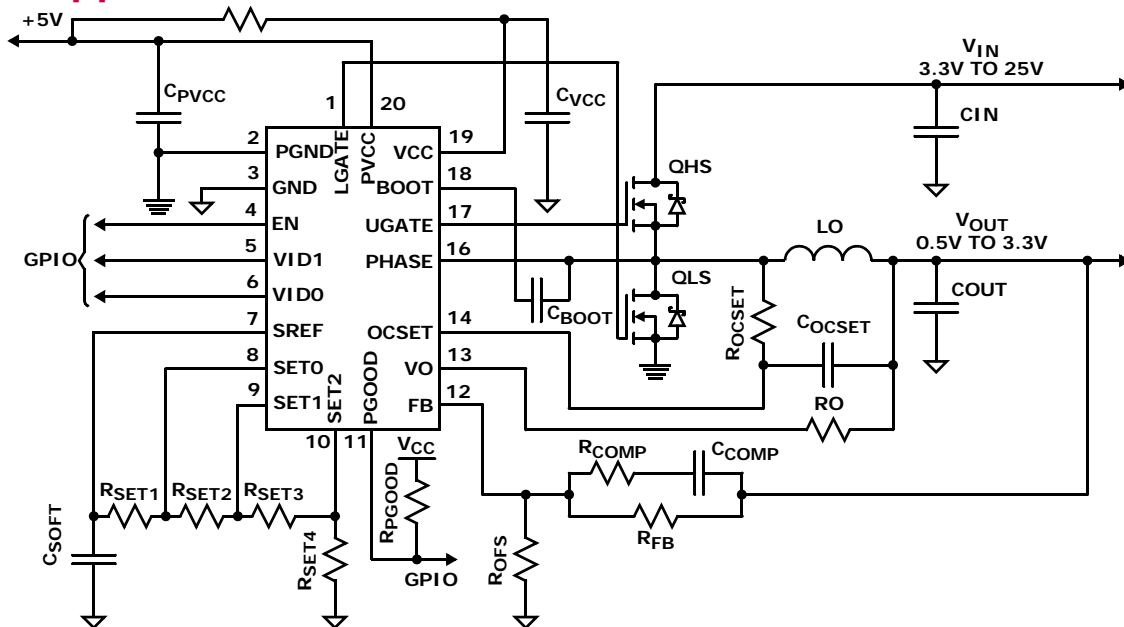 +5V
VIN
3.3V TO 25V
CPVCC
1
20
CVCC
CIN
2
PGND
LGATE
PVCC
VCC
19
3
GND
BOOT
18
QHS
4
EN
UGATE
17
LO
VOUT
0.5V TO 3.3V
GPIO
5
VID1
PHASE
16
6
VID0
CBOOT
QLS
ROCSET
COCSET
COUT
7
SREF
OCSET
14
8
SET0
VO
13
9
SET1
SET2
PGOOD
FB
12
RO
10
11
VCC
RCOMP
CCOMP
RSET1
RSET2
RSET3
RPGOOD
RFB
CSOFT
RSET4
GPIO
ROFS